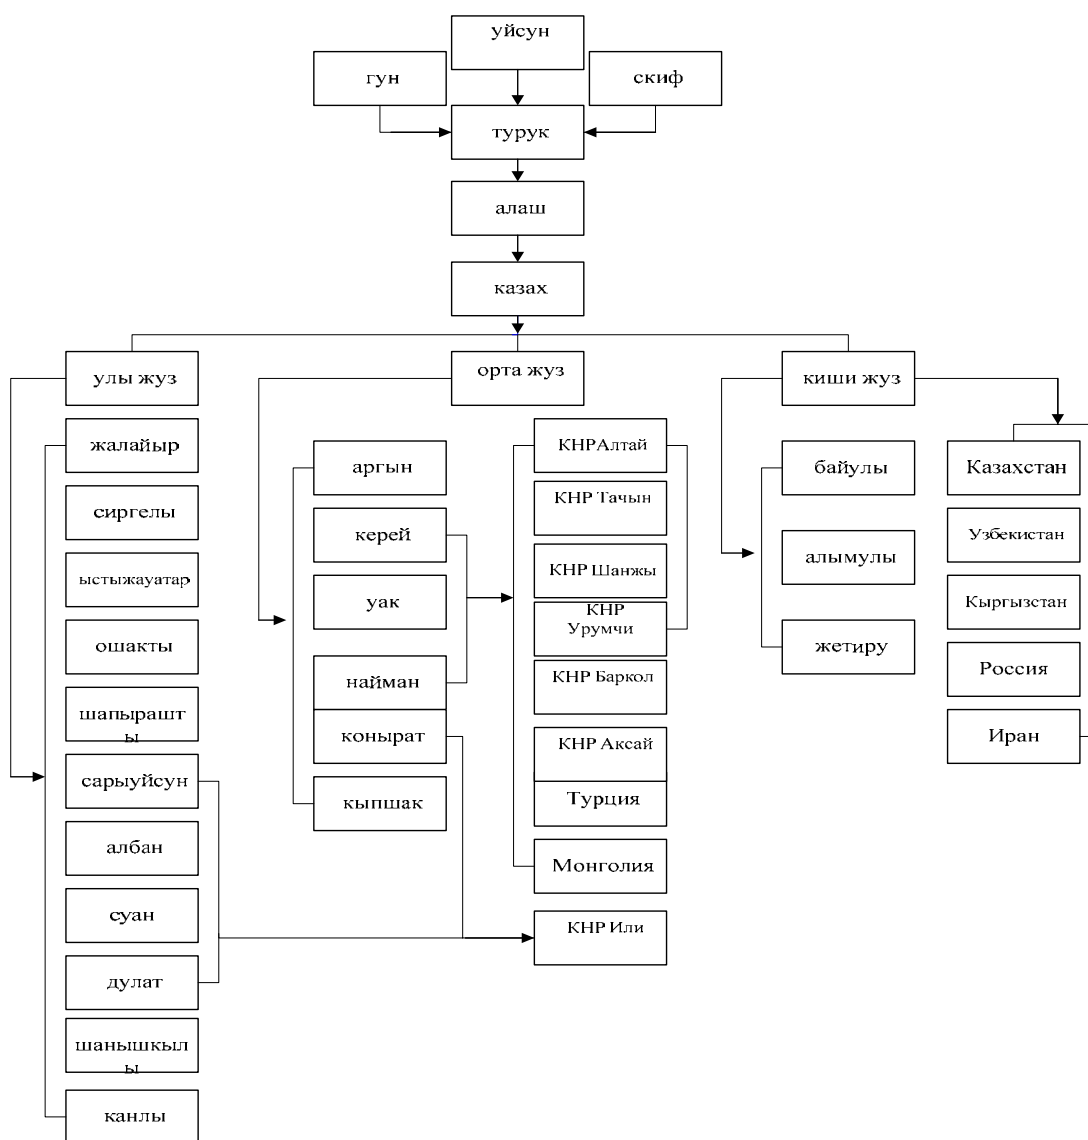 уйсун
гун
скиф
турук
алаш
казах
улы жуз
орта жуз
киши жуз
жалайыр
сиргелы
ыстыжауатар
ошакты
шапырашт
ы
сарыуйсун
албан
суан
дулат
шанышкыл
ы
канлы
аргын
керей
уак
найман
конырат
кыпшак
КНРАлтай
КНР Тачын
КНР Шанжы
КНР
Урумчи
КНР Баркол
КНР Аксай
Турция
Монголия
КНР Или
байулы
алымулы
жетиру
Казахстан
Узбекистан
Кыргызстан
Россия
Иран